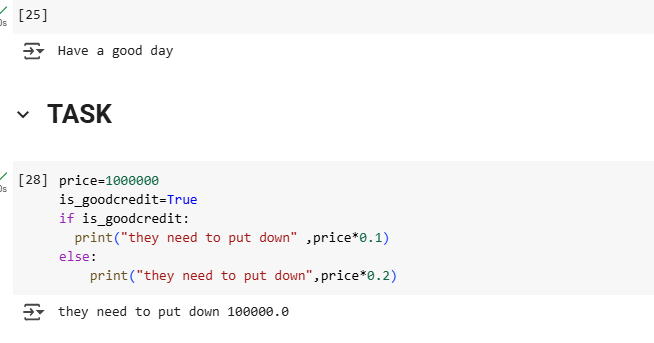 [25]
0s
Have a good day
TASK
[28] price=1000000
0s
is_goodcredit=True
if is_goodcredit:
  print("they need to put down" ,price*0.1)
else:
    print("they need to put down",price*0.2)
they need to put down 100000.0